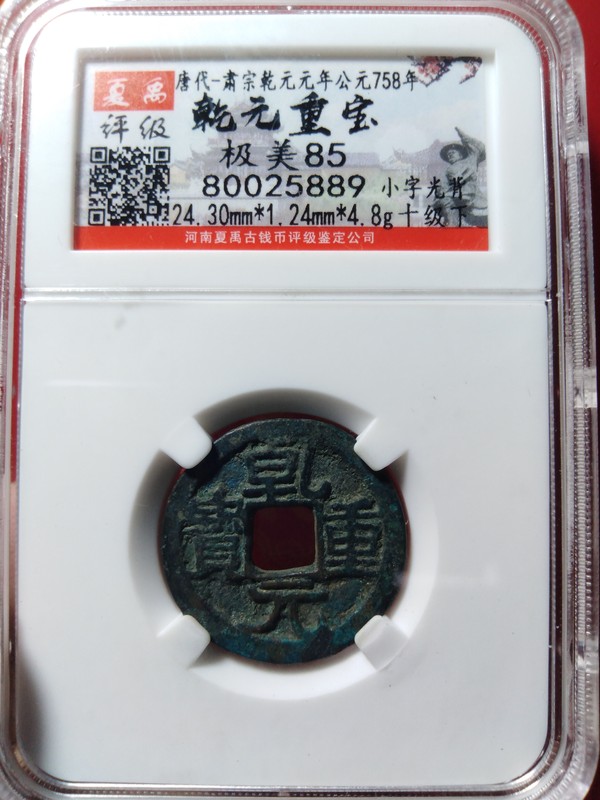 夏禹
评级
唐代-肃宗乾元元年公元758年
乾元重宝
极美85
80025889 小字光背
24.30mm*1.24mm*4.8g 十级下
河南夏禹古钱币评级鉴定公司
乾
元
重
寶